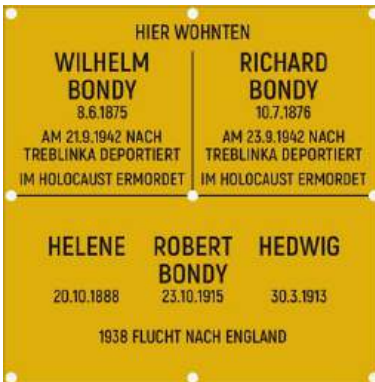 HIER WOHNTEN
WILHELM
BONDY
8.6.1875
AM 21.9.1942 NACH
TREBLINKA DEPORTIERT
IM HOLOCAUST ERMORDET
RICHARD
BONDY
10.7.1876
AM 23.9.1942 NACH
TREBLINKA DEPORTIERT
IM HOLOCAUST ERMORDET
HELENE ROBERT HEDWIG
BONDY
20.10.1888 23.10.1915 30.3.1913
1938 FLUCHT NACH ENGLAND